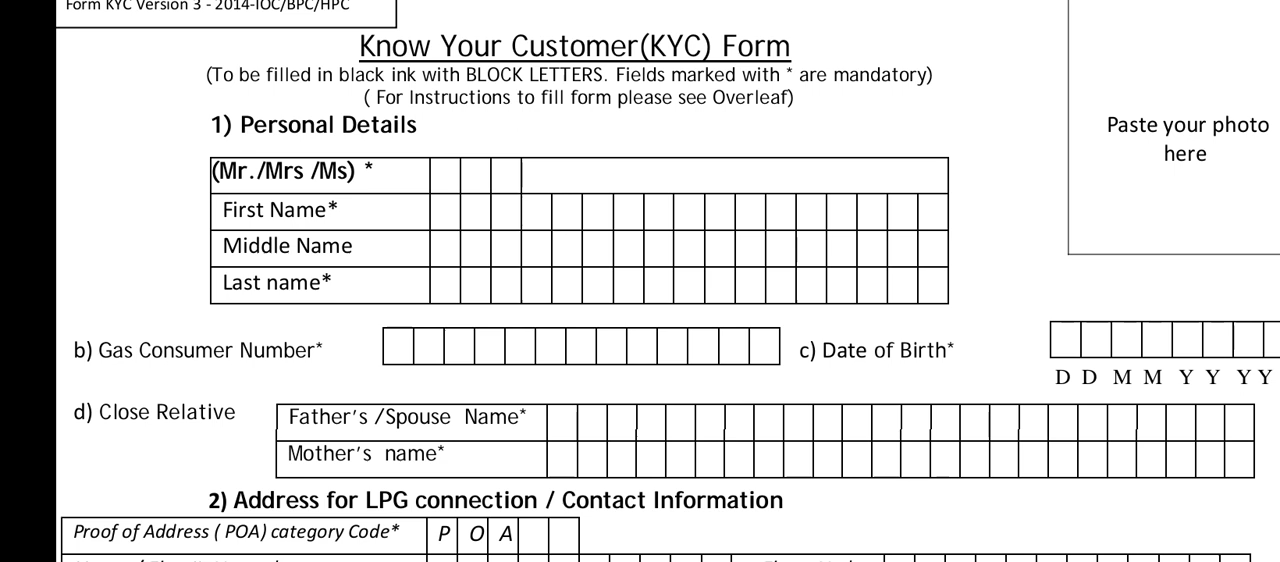 Form KYC Version 3 - 2014-IOC/BPC/HPC
Know Your Customer(KYC) Form
(To be filled in black ink with BLOCK LETTERS. Fields marked with * are mandatory)
( For Instructions to fill form please see Overleaf)
1) Personal Details
Paste your photo
here
(Mr./Mrs /Ms) *
First Name*
Middle Name
Last name*
b) Gas Consumer Number* c) Date of Birth*
D D M M Y Y Y Y
d) Close Relative Father's /Spouse Name*
Mother's name*
2) Address for LPG connection / Contact Information
Proof of Address ( POA) category Code* P O A